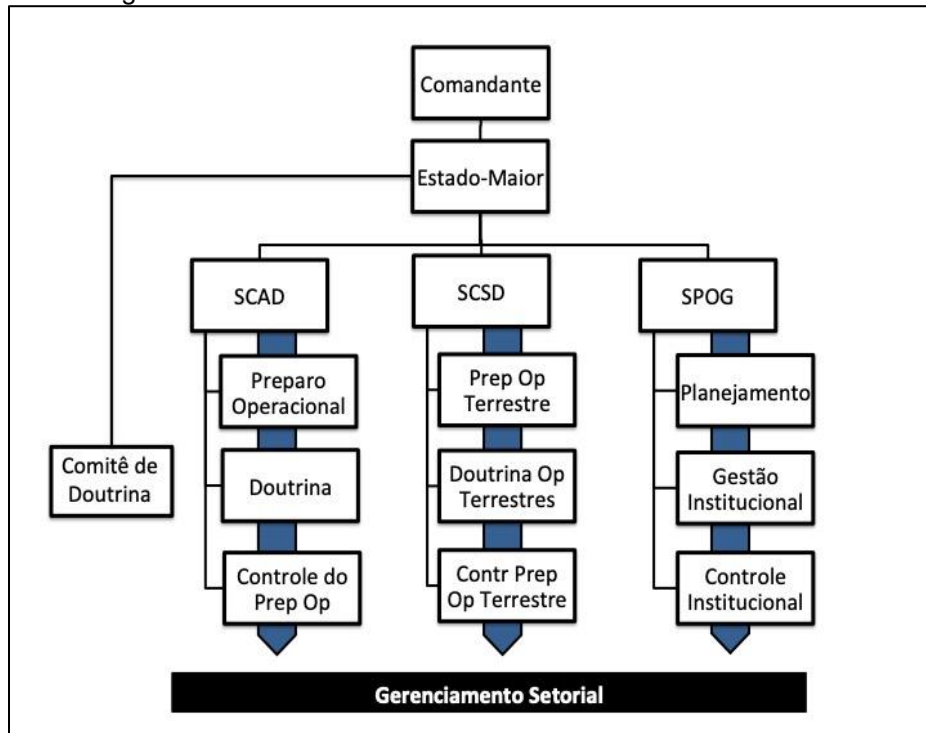 Comandante
Estado-Maior
SCAD
SCSD
SPOG
Preparo
Operacional
Prep Op
Terrestre
Planejamento
Comitê de
Doutrina
Doutrina
Doutrina Op
Terrestres
Gestão
Institucional
Controle do
Prep Op
Contr Prep
Op Terrestre
Controle
Institucional
Gerenciamento Setorial